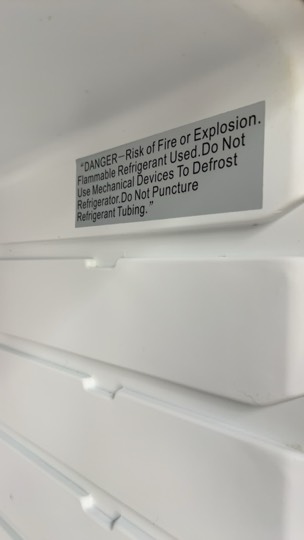 "DANGER—Risk of Fire or Explosion.
Flammable Refrigerant Used.Do Not
Use Mechanical Devices To Defrost
Refrigerator.Do Not Puncture
Refrigerant Tubing."